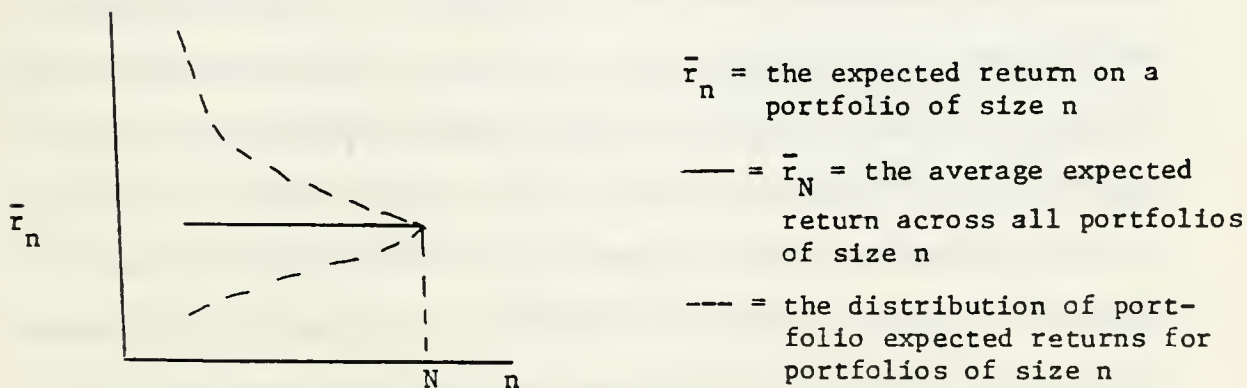 r̄n
N n
r̄n = the expected return on a
portfolio of size n
— = r̄N = the average expected
return across all portfolios
of size n
--- = the distribution of port-
folio expected returns for
portfolios of size n